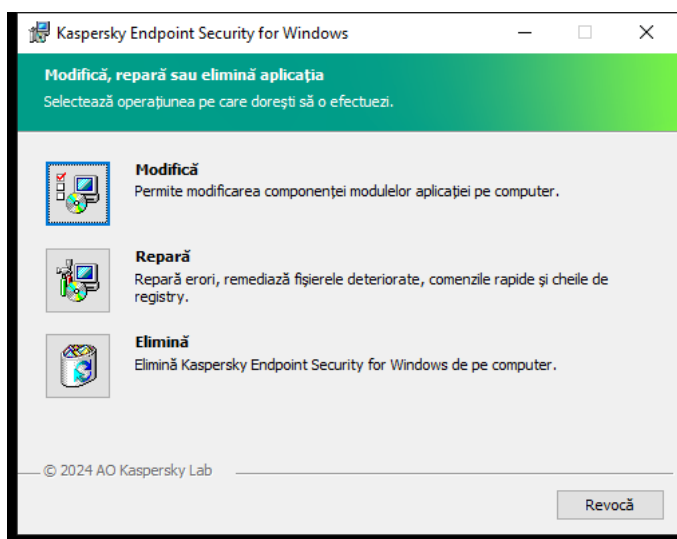 Kaspersky Endpoint Security for Windows
Modifică, repară sau elimină aplicația
Selectează operațiunea pe care dorești să o efectuezi.
Modifică
Permite modificarea componenței modulelor aplicației pe computer.
Repară
Repară erori, remediază fișierele deteriorate, comenzile rapide și cheile de
registry.
Elimină
Elimină Kaspersky Endpoint Security for Windows de pe computer.
© 2024 AO Kaspersky Lab
Revocă